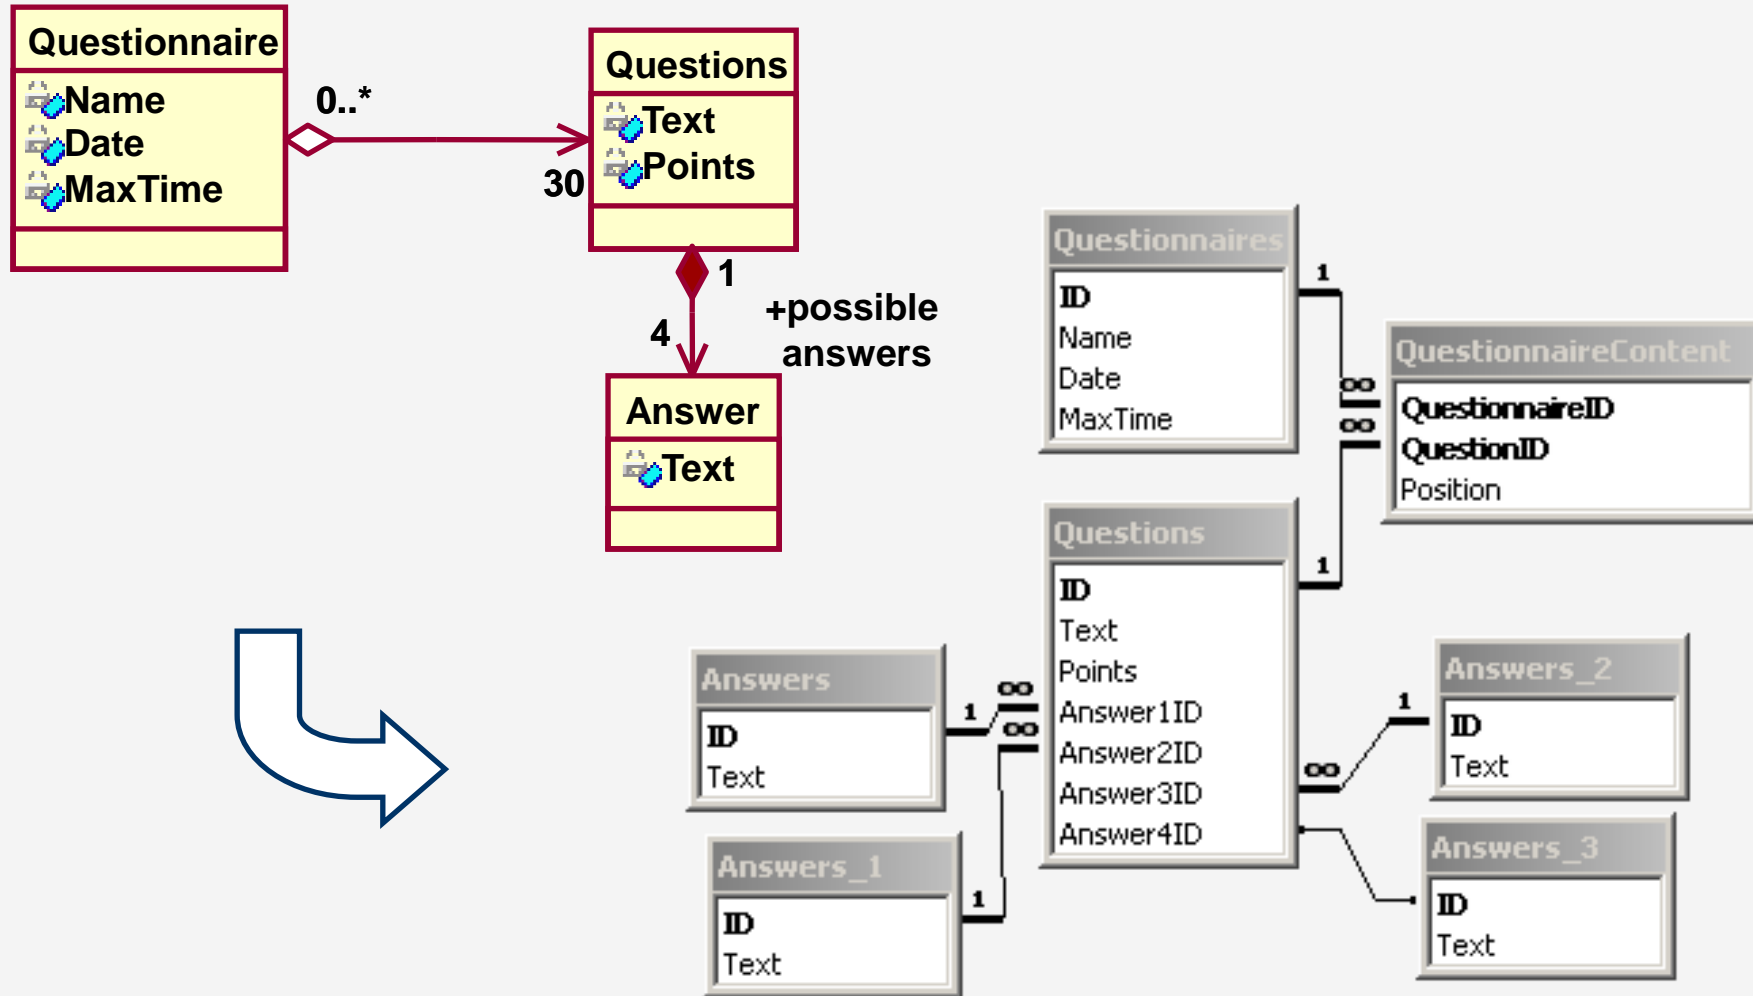 Questionnaire
Name
Date
MaxTime
0..*
30
Questions
Text
Points
1
+possible
answers
4
Answer
Text
Questionnaires
ID
Name
Date
MaxTime
1
∞
∞
QuestionnaireContent
QuestionnaireID
QuestionID
Position
Questions
ID
Text
Points
Answer1ID
Answer2ID
Answer3ID
Answer4ID
1
Answers
ID
Text
1
∞
∞
Answers_1
ID
Text
1
Answers_2
ID
Text
1
∞
Answers_3
ID
Text